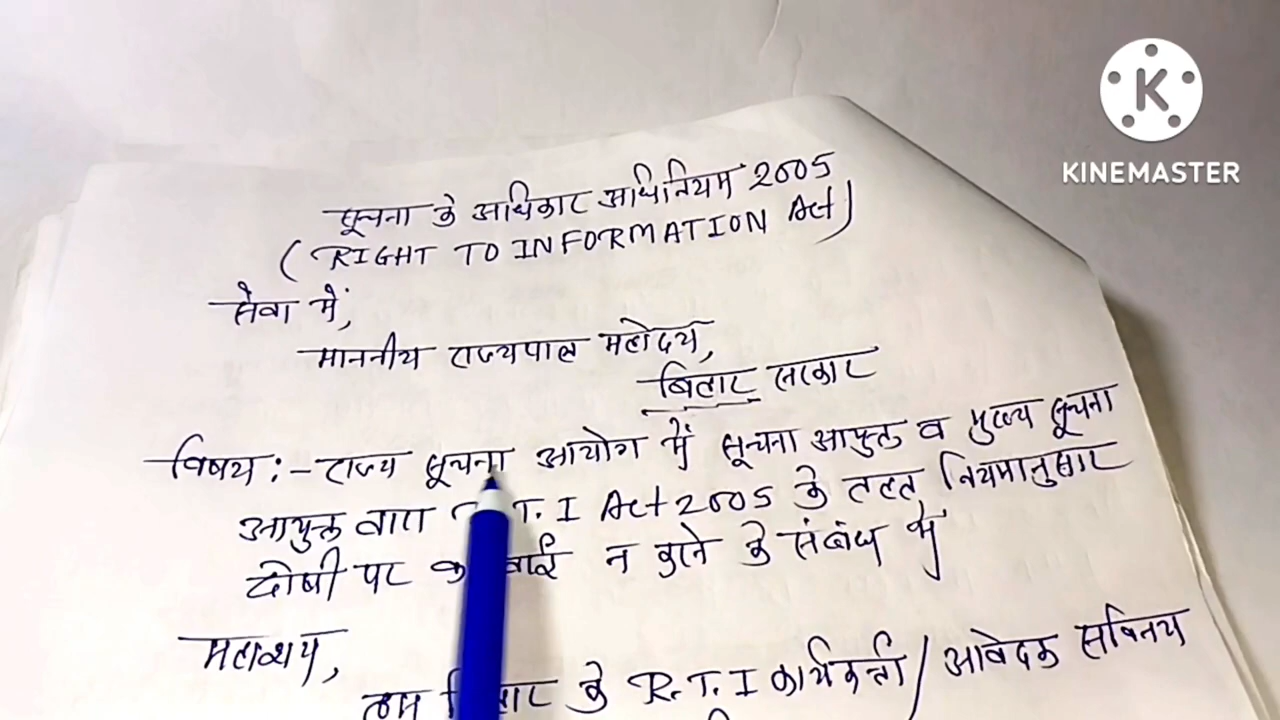 सूचना के अधिकार अधिनियम 2005
(RIGHT TO INFORMATION Act)
सेवा में,
माननीय राज्यपाल महोदय,
बिहार सरकार
विषय:- राज्य सूचना आयोग में सूचना आयुक्त व मुख्य सूचना
आयुक्त द्वारा T.I Act 2005 के तहत नियमानुसार
दोषी पर न करने के संबंध में
महाशय,
हम के R.T.I कार्यकर्त्ता / आवेदक सविनय
K
KINEMASTER